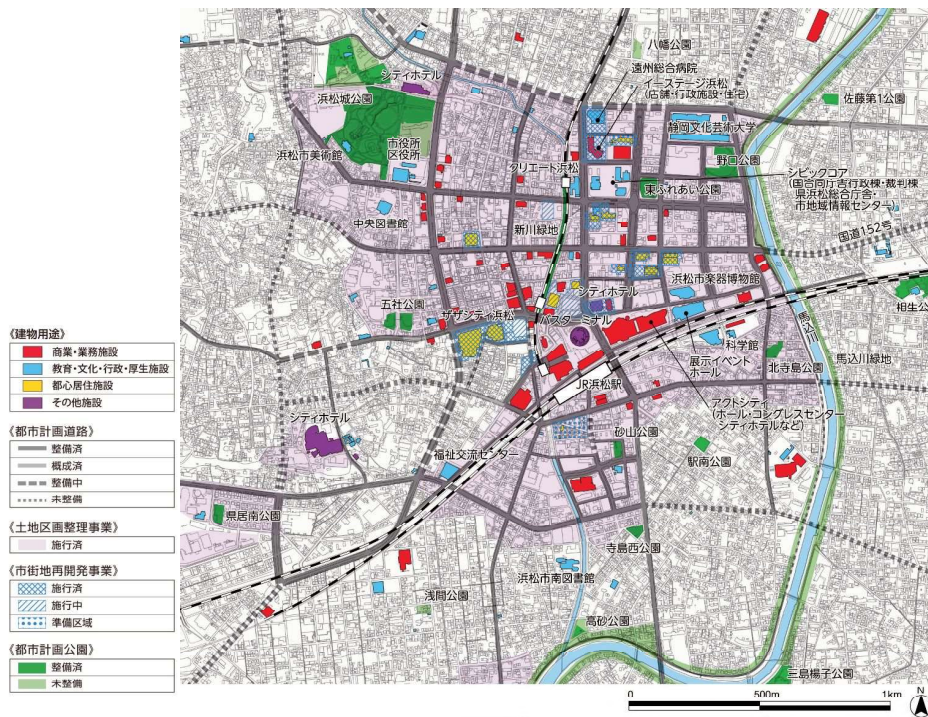 八幡公園
遠州総合病院
イーステージ浜松
(店舗・行政施設・住宅)
シティホテル
佐藤第1公園
浜松城公園
静岡文化芸術大学
市役所
区役所
浜松市美術館
野口公園
クリエート浜松
シビックコア
(国合同庁舎行政棟・裁判棟
県浜松総合庁舎・
市地域情報センター)
東ふれあい公園
中央図書館
新川緑地
国道152号
浜松市楽器博物館
シティホテル
五社公園
相生公
ザザシティ浜松
バスターミナル
馬込川
科学館
馬込川緑地
展示イベント
ホール
北寺島公園
JR浜松駅
アクトシティ
(ホール・コングレスセンター
シティホテルなど)
シティホテル
砂山公園
福祉交流センター
駅南公園
県居南公園
寺島西公園
浜松市南図書館
浅間公園
高砂公園
三島楊子公園
《建物用途》
商業・業務施設
教育・文化・行政・厚生施設
都心居住施設
その他施設
《都市計画道路》
整備済
概成済
整備中
未整備
《土地区画整理事業》
施行済
《市街地再開発事業》
施行済
施行中
準備区域
《都市計画公園》
整備済
未整備
0 500m 1km
N